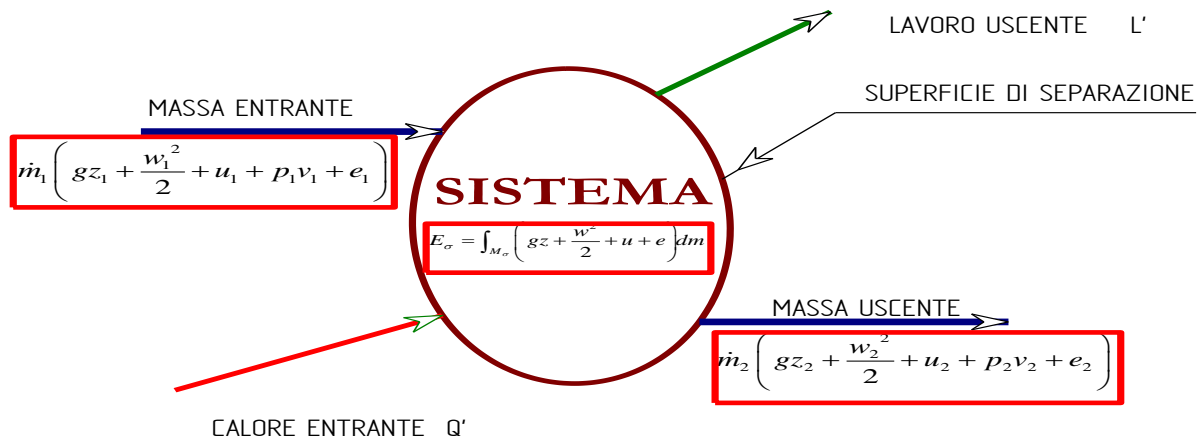 LAVORO USCENTE L'
SUPERFICIE DI SEPARAZIONE
MASSA ENTRANTE
ṁ₁ ( gz₁ + w₁²/2 + u₁ + p₁v₁ + e₁ )
SISTEMA
E_σ = ∫_{M_σ} ( gz + w²/2 + u + e ) dm
MASSA USCENTE
ṁ₂ ( gz₂ + w₂²/2 + u₂ + p₂v₂ + e₂ )
CALORE ENTRANTE Q'